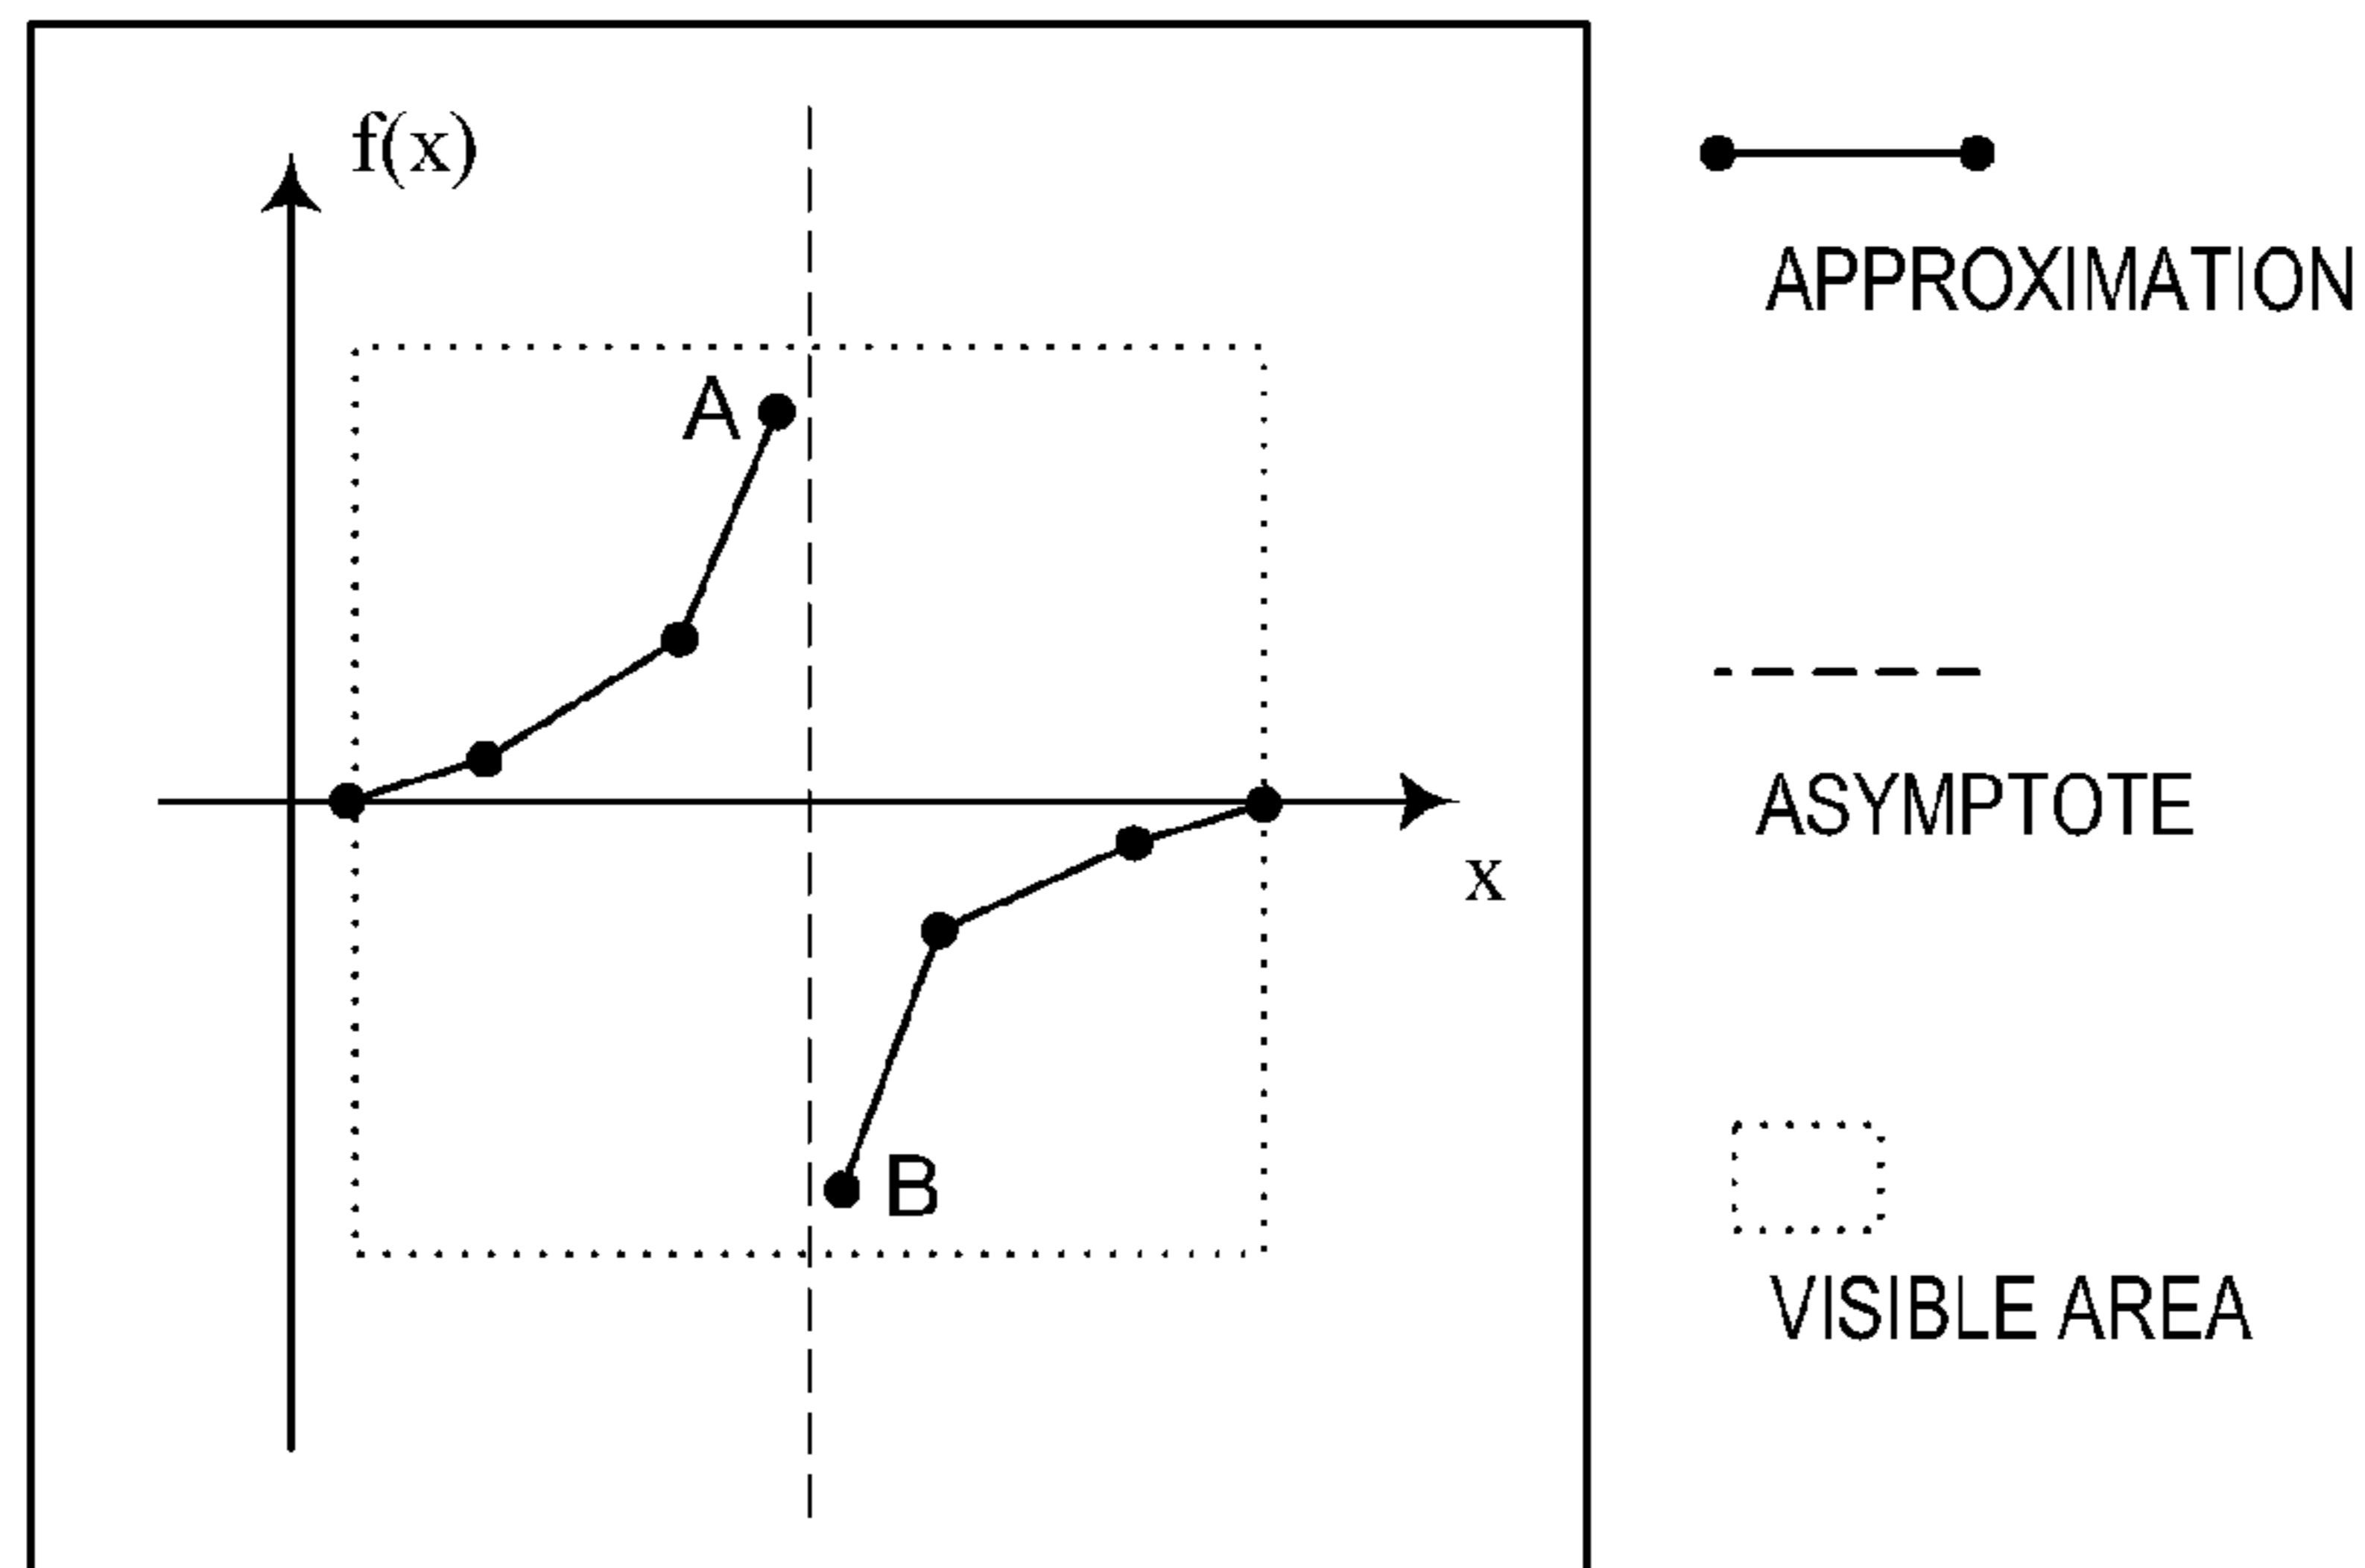 f(x)
APPROXIMATION
A
ASYMPTOTE
x
B
VISIBLE AREA